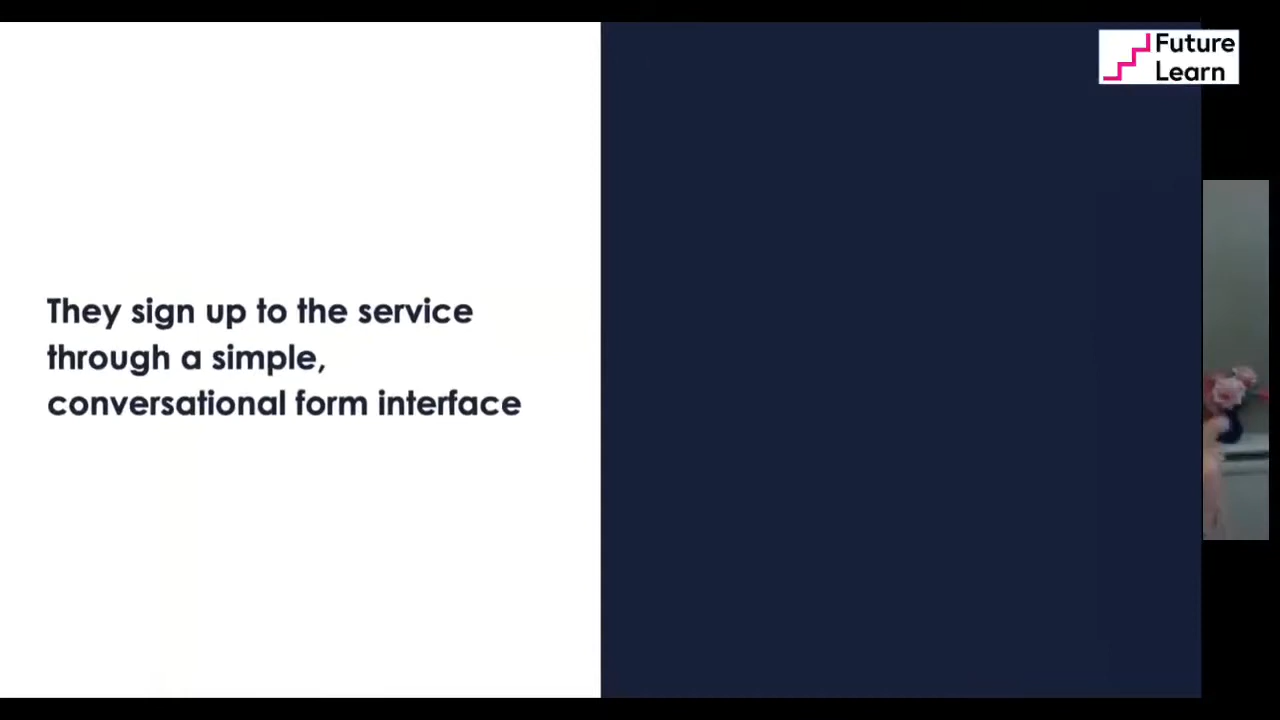 Future
Learn
They sign up to the service
through a simple,
conversational form interface